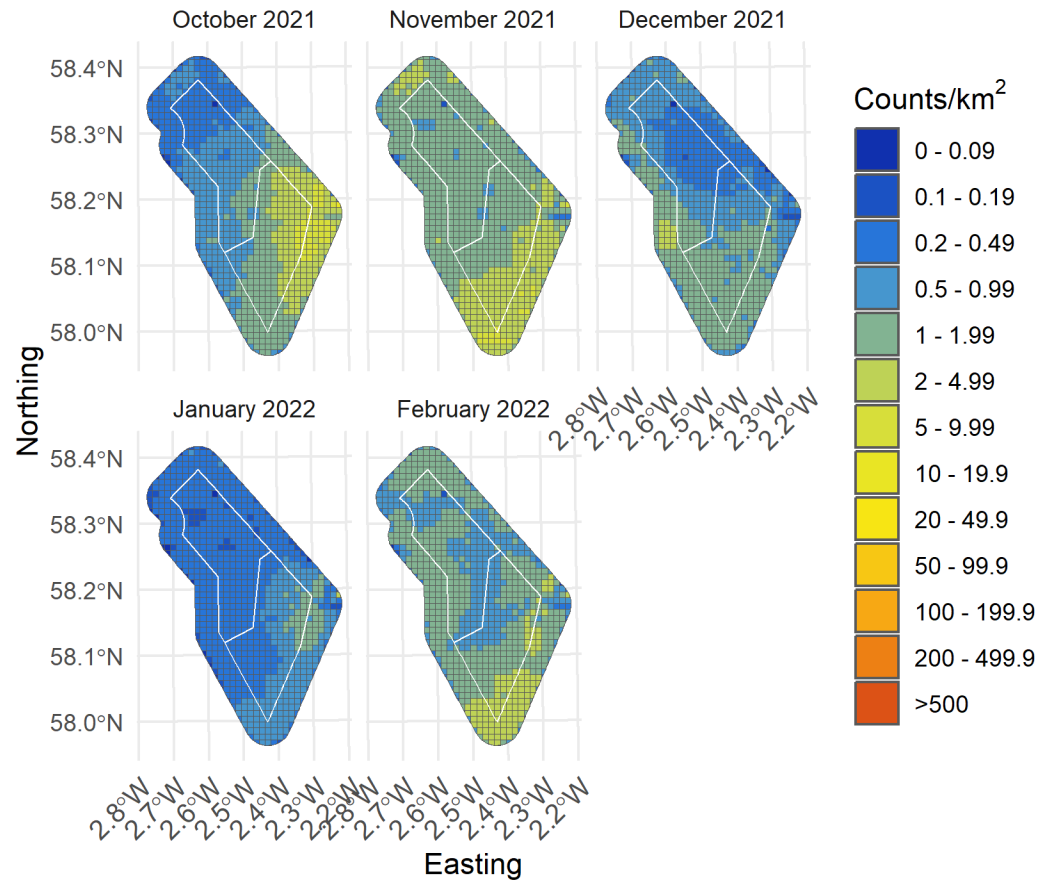 October 2021
November 2021
December 2021
58.4°N
58.3°N
58.2°N
58.1°N
58.0°N
2.8°W
2.7°W
2.6°W
2.5°W
2.4°W
2.3°W
2.2°W
January 2022
February 2022
58.4°N
58.3°N
58.2°N
58.1°N
58.0°N
2.8°W
2.7°W
2.6°W
2.5°W
2.4°W
2.3°W
2.2°W
2.8°W
2.7°W
2.6°W
2.5°W
2.4°W
2.3°W
2.2°W
Northing
Easting
Counts/km²
0 - 0.09
0.1 - 0.19
0.2 - 0.49
0.5 - 0.99
1 - 1.99
2 - 4.99
5 - 9.99
10 - 19.9
20 - 49.9
50 - 99.9
100 - 199.9
200 - 499.9
>500